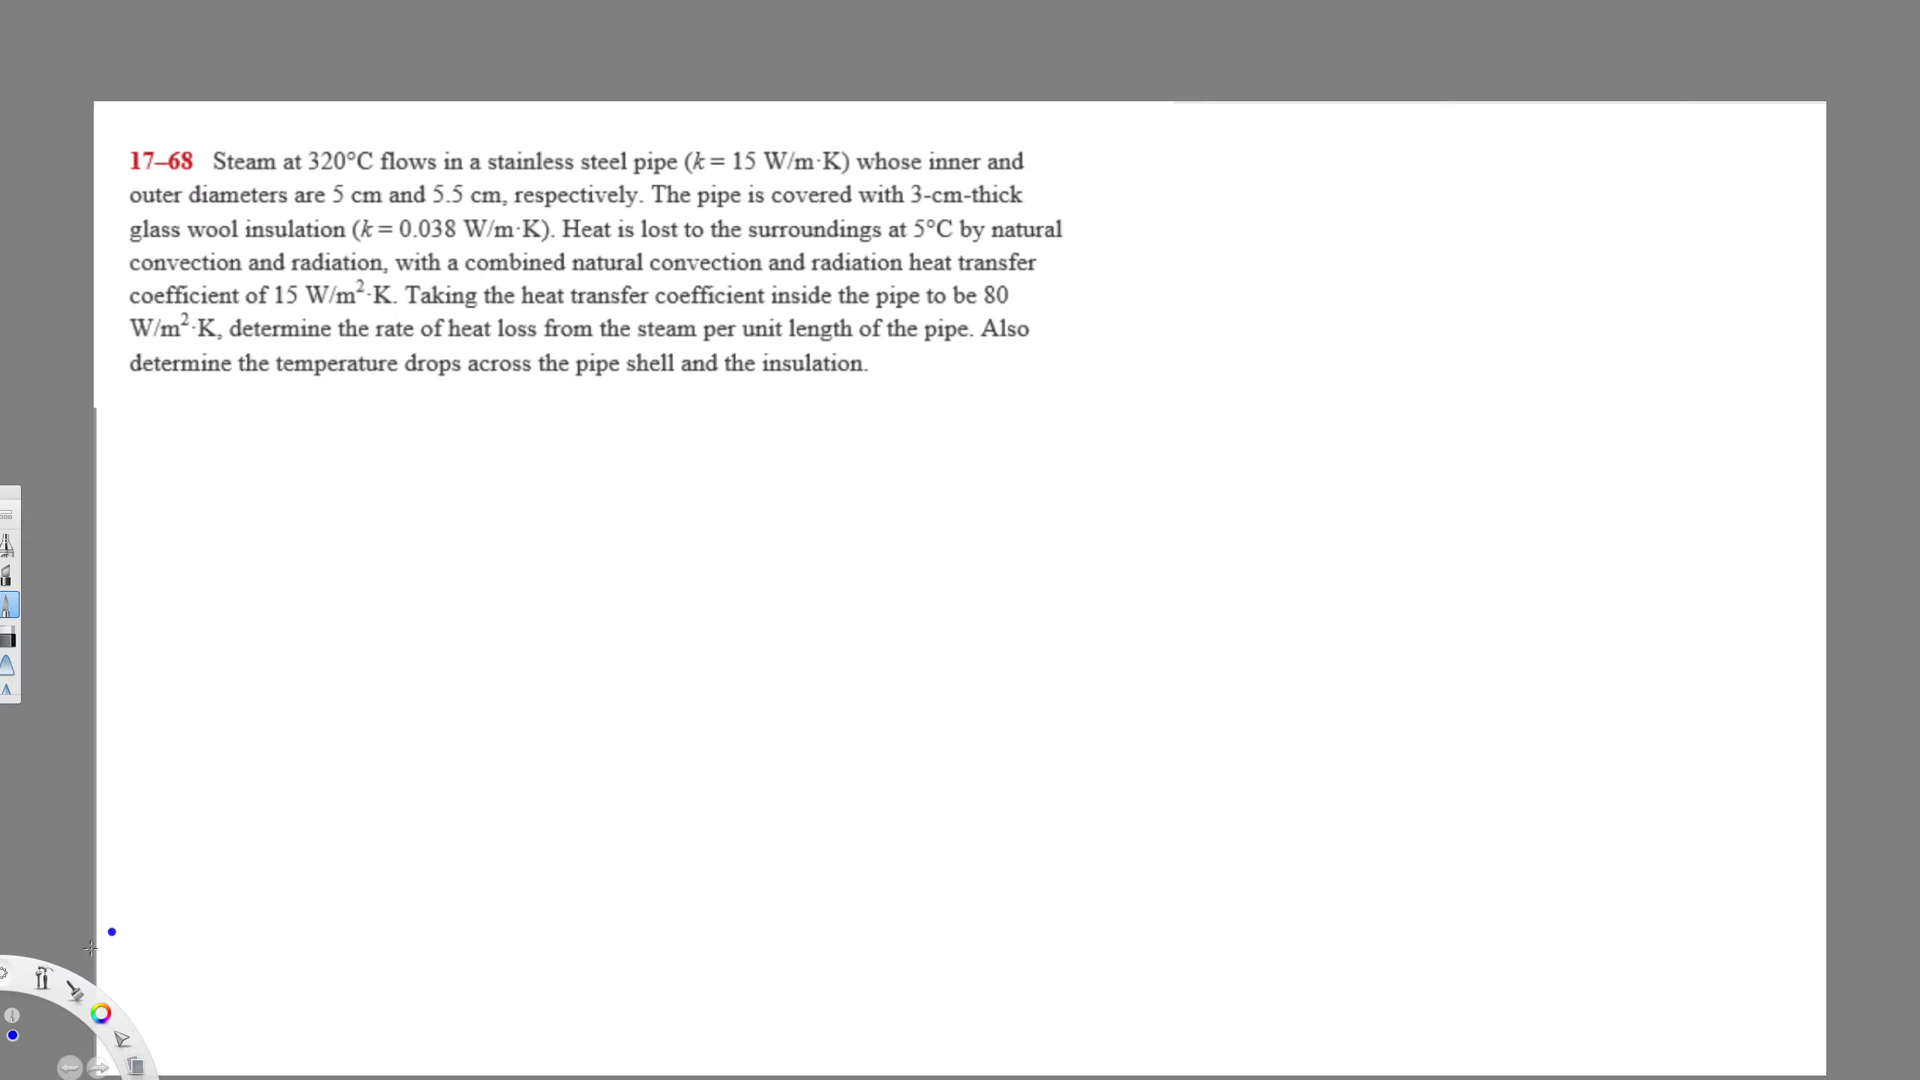 17–68 Steam at 320°C flows in a stainless steel pipe (k = 15 W/m·K) whose inner and
outer diameters are 5 cm and 5.5 cm, respectively. The pipe is covered with 3-cm-thick
glass wool insulation (k = 0.038 W/m·K). Heat is lost to the surroundings at 5°C by natural
convection and radiation, with a combined natural convection and radiation heat transfer
coefficient of 15 W/m²·K. Taking the heat transfer coefficient inside the pipe to be 80
W/m²·K, determine the rate of heat loss from the steam per unit length of the pipe. Also
determine the temperature drops across the pipe shell and the insulation.